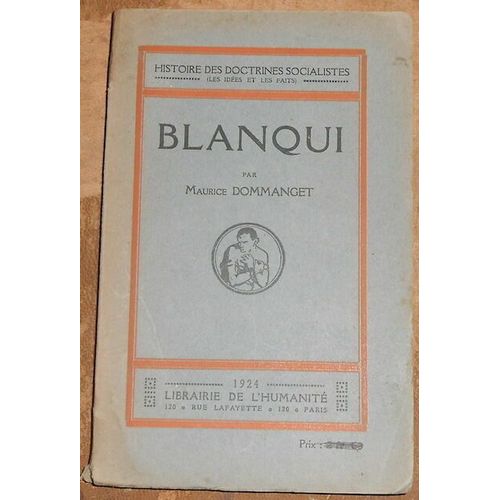 HISTOIRE DES DOCTRINES SOCIALISTES
(LES IDÉES ET LES FAITS)
BLANQUI
PAR
MAURICE DOMMANGET
1924
LIBRAIRIE DE L'HUMANITÉ
120 RUE LAFAYETTE 120 PARIS
Prix :